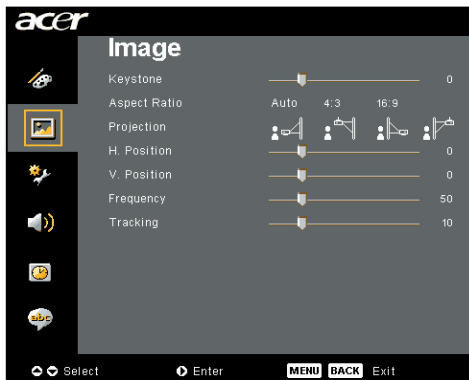 acer
Image
Keystone 0
Aspect Ratio Auto 4:3 16:9
Projection
H. Position 0
V. Position 0
Frequency 50
Tracking 10
abc
Select Enter MENU BACK Exit